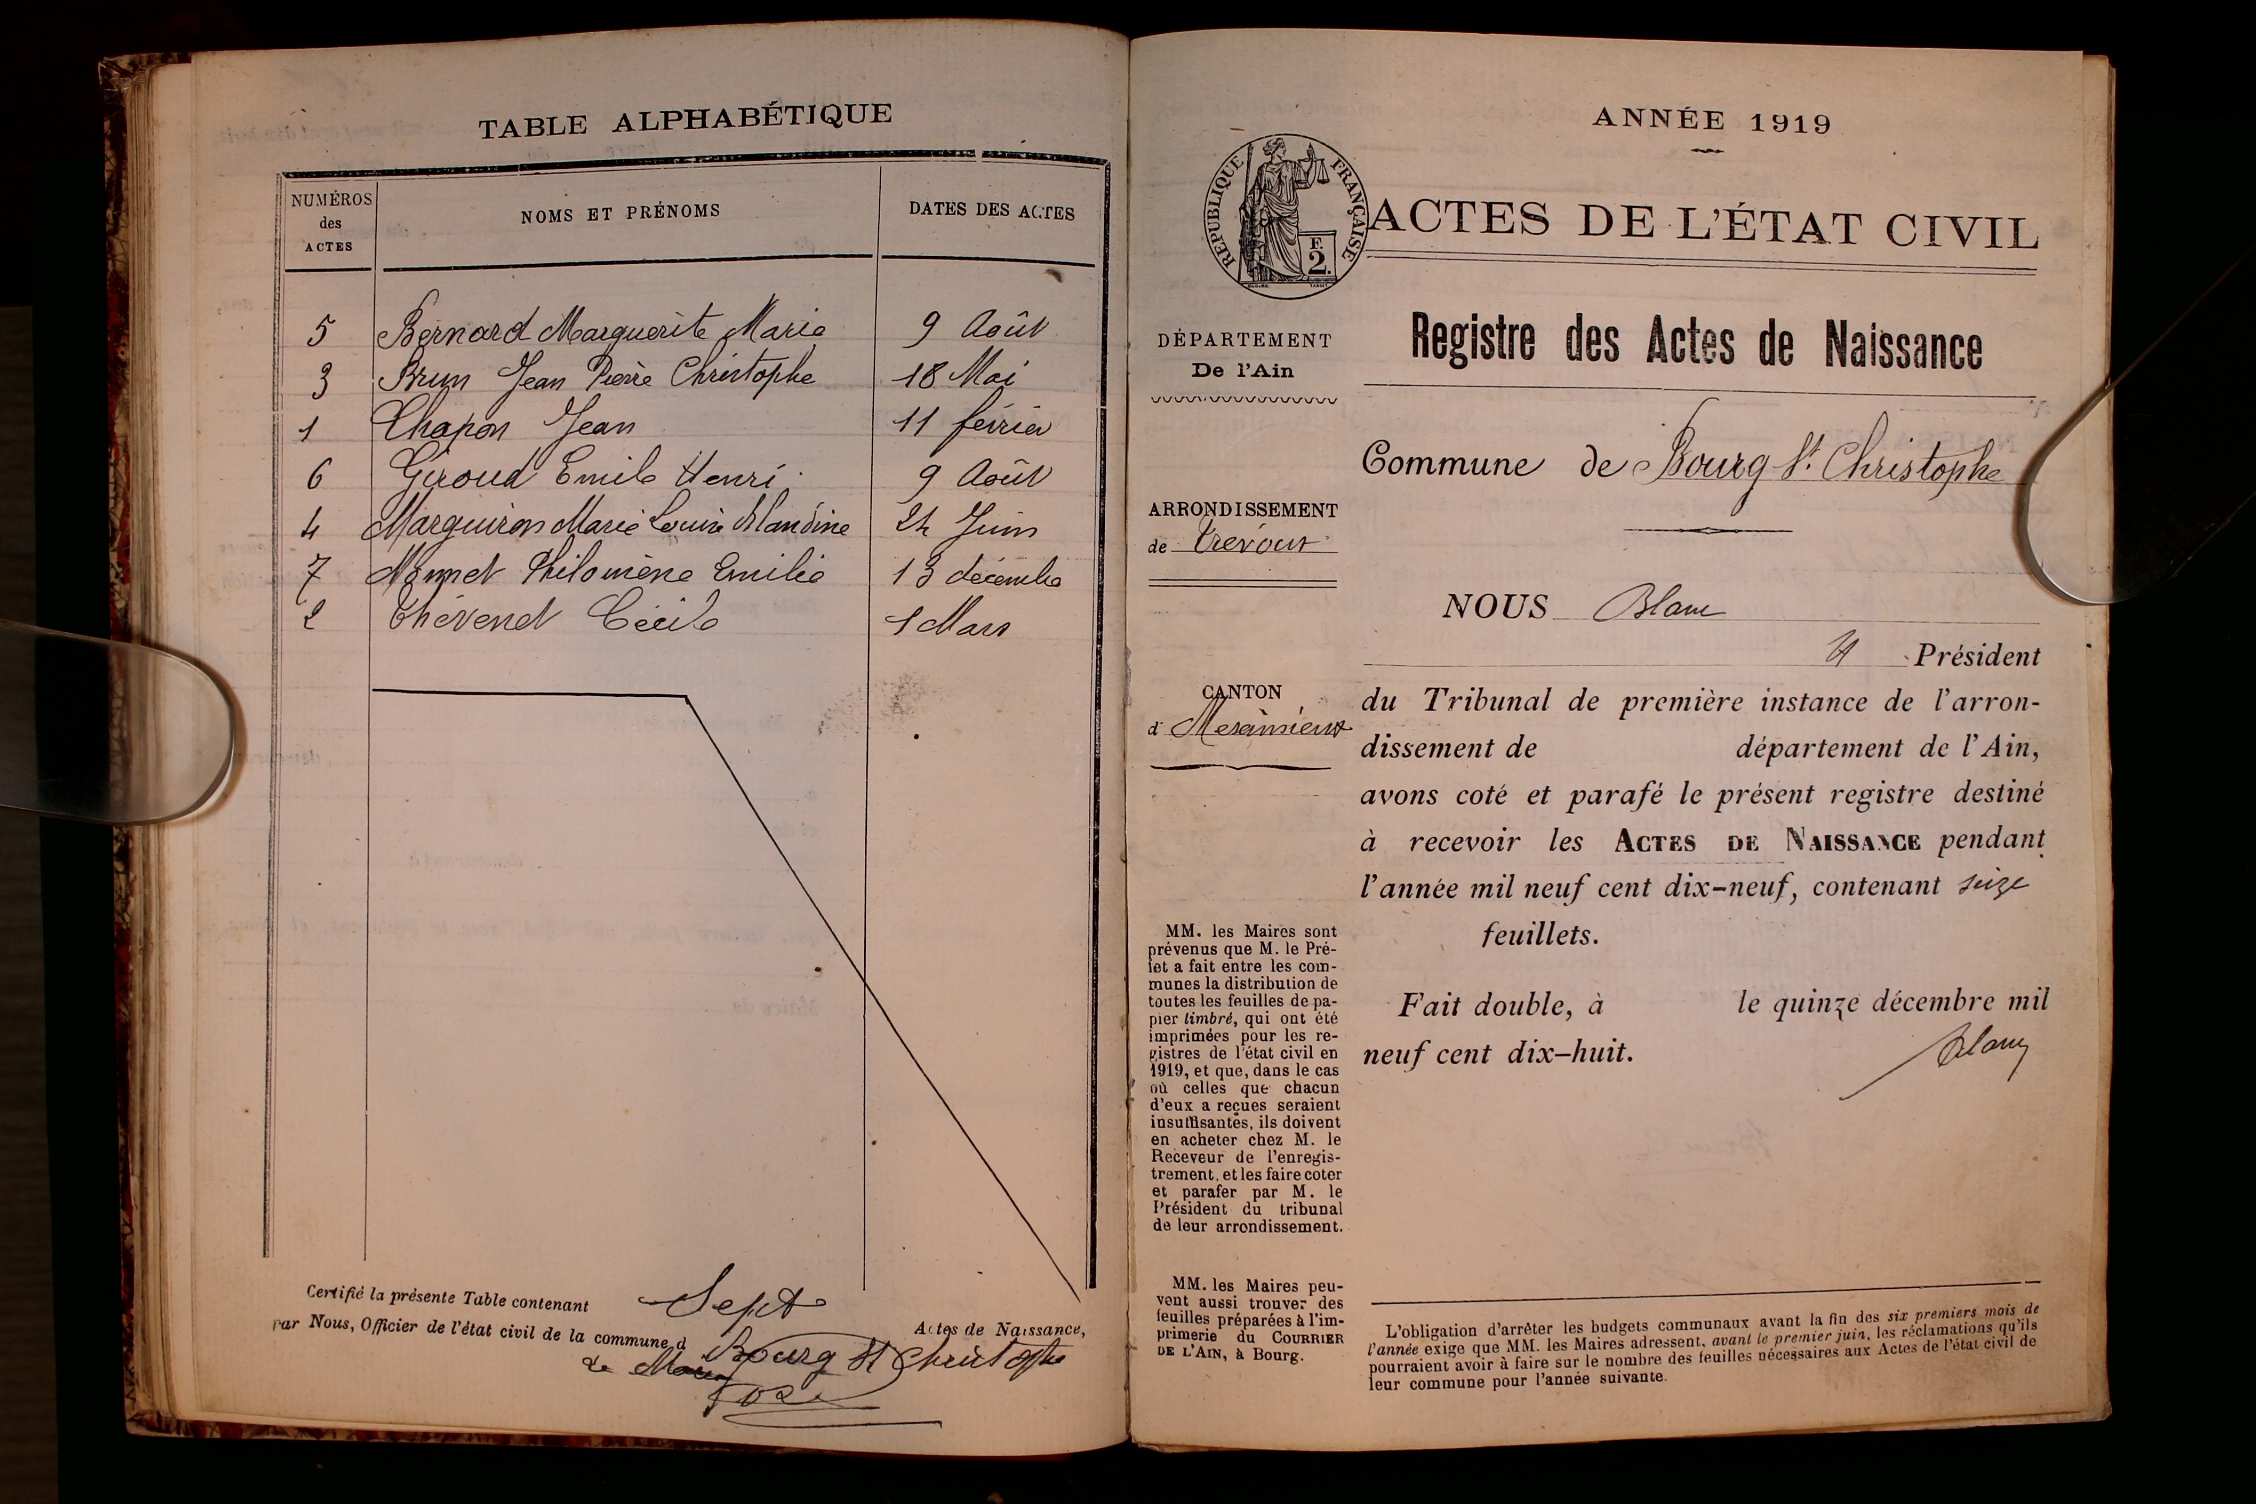 TABLE ALPHABÉTIQUE
NUMÉROS des ACTES NOMS ET PRÉNOMS DATES DES ACTES
5 Bernard Marguerite Marie 9 Août
3 Brun Jean Pierre Christophe 18 Mai
1 Chapon Jean 11 février
6 Giroud Emile Henri 9 Août
4 Marguiron Marie Louise Blandine 24 Juin
7 Monnet Philomène Emilie 13 décembre
2 Thévenet Cécile 1 Mars
Certifié la présente Table contenant Sept Actes de Naissance,
par Nous, Officier de l'état civil de la commune d Bourg St Christophe
Le Maire
ANNÉE 1919
RÉPUBLIQUE FRANÇAISE
F.
2.
ACTES DE L'ÉTAT CIVIL
Registre des Actes de Naissance
DÉPARTEMENT
De l'Ain
Commune de Bourg St. Christophe
ARRONDISSEMENT
de Trévoux
CANTON
d Meximieux
NOUS Blanc
Président
du Tribunal de première instance de l'arron-
dissement de département de l'Ain,
avons coté et parafé le présent registre destiné
à recevoir les ACTES DE NAISSANCE pendant
l'année mil neuf cent dix-neuf, contenant seize
feuillets.
Fait double, à le quinze décembre mil
neuf cent dix-huit.
Blanc
MM. les Maires sont
prévenus que M. le Pré-
fet a fait entre les com-
munes la distribution de
toutes les feuilles de pa-
pier timbré, qui ont été
imprimées pour les re-
gistres de l'état civil en
1919, et que, dans le cas
où celles que chacun
d'eux a reçues seraient
insuffisantes, ils doivent
en acheter chez M. le
Receveur de l'enregis-
trement, et les faire coter
et parafer par M. le
Président du tribunal
de leur arrondissement.
MM. les Maires peu-
vent aussi trouver des
feuilles préparées à l'im-
primerie du COURRIER
DE L'AIN, à Bourg.
L'obligation d'arrêter les budgets communaux avant la fin des six premiers mois de
l'année exige que MM. les Maires adressent, avant le premier juin, les réclamations qu'ils
pourraient avoir à faire sur le nombre des feuilles nécessaires aux Actes de l'état civil de
leur commune pour l'année suivante.